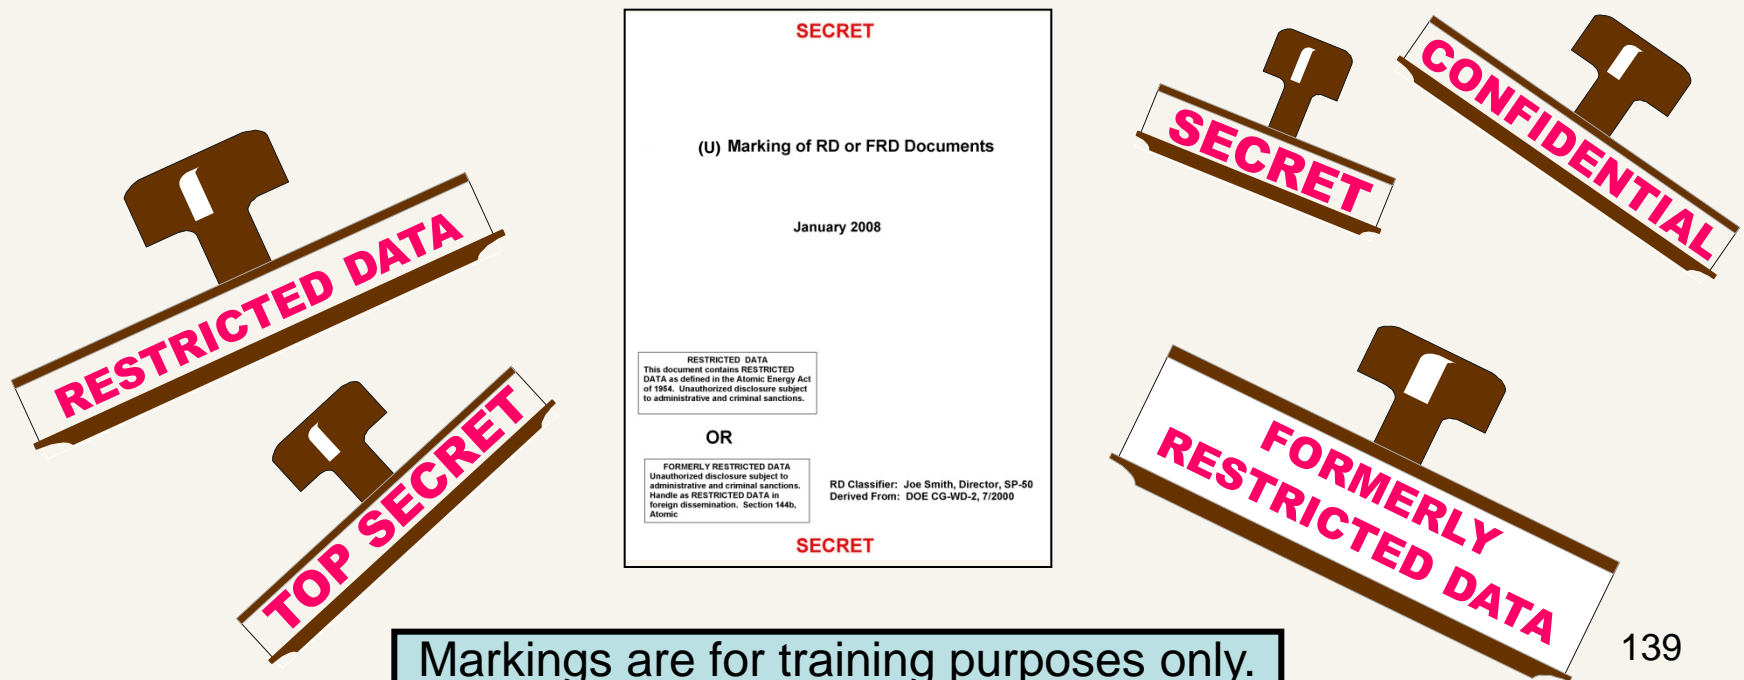 RESTRICTED DATA
TOP SECRET
SECRET
(U) Marking of RD or FRD Documents
January 2008
RESTRICTED DATA
This document contains RESTRICTED
DATA as defined in the Atomic Energy Act
of 1954. Unauthorized disclosure subject
to administrative and criminal sanctions.
OR
FORMERLY RESTRICTED DATA
Unauthorized disclosure subject to
administrative and criminal sanctions.
Handle as RESTRICTED DATA in
foreign dissemination. Section 144b,
Atomic
RD Classifier: Joe Smith, Director, SP-50
Derived From: DOE CG-WD-2, 7/2000
SECRET
SECRET
CONFIDENTIAL
FORMERLY
RESTRICTED DATA
Markings are for training purposes only.
139